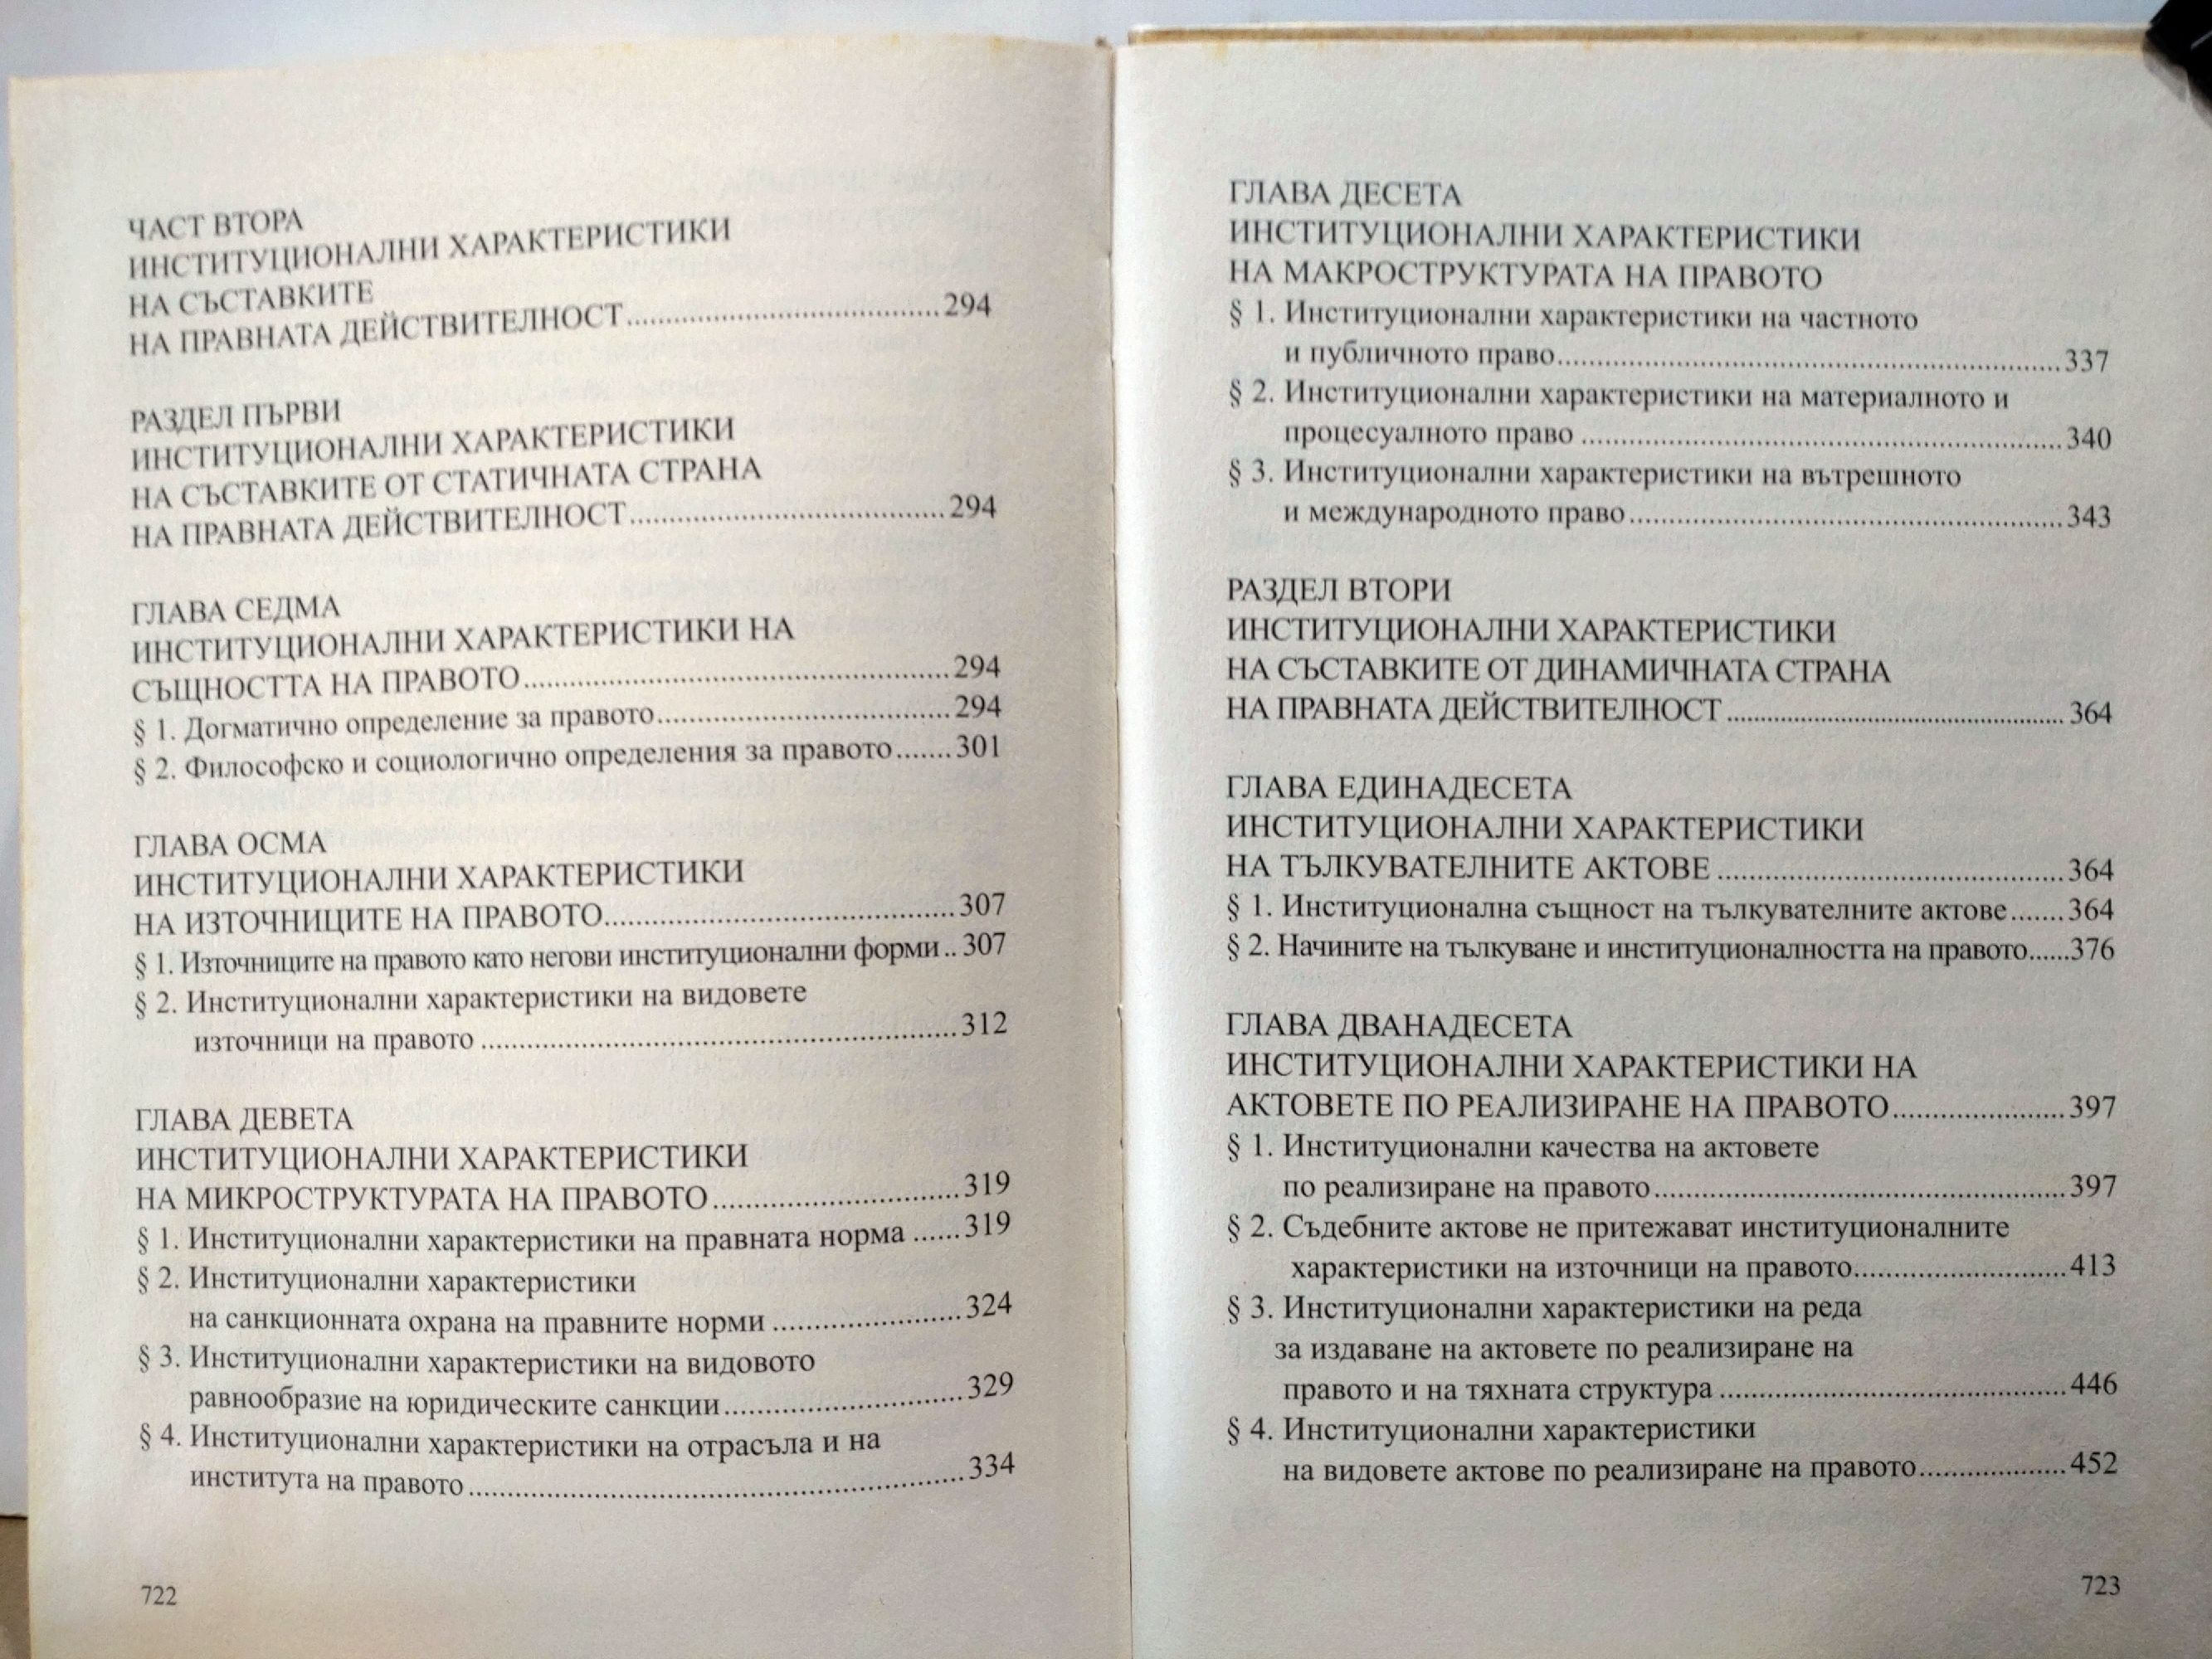 ЧАСТ ВТОРА
ИНСТИТУЦИОНАЛНИ ХАРАКТЕРИСТИКИ
НА СЪСТАВКИТЕ
НА ПРАВНАТА ДЕЙСТВИТЕЛНОСТ......................................294
РАЗДЕЛ ПЪРВИ
ИНСТИТУЦИОНАЛНИ ХАРАКТЕРИСТИКИ
НА СЪСТАВКИТЕ ОТ СТАТИЧНАТА СТРАНА
НА ПРАВНАТА ДЕЙСТВИТЕЛНОСТ......................................294
ГЛАВА СЕДМА
ИНСТИТУЦИОНАЛНИ ХАРАКТЕРИСТИКИ НА
СЪЩНОСТТА НА ПРАВОТО....................................................294
§ 1. Догматично определение за правото...................................294
§ 2. Философско и социологично определения за правото.......301
ГЛАВА ОСМА
ИНСТИТУЦИОНАЛНИ ХАРАКТЕРИСТИКИ
НА ИЗТОЧНИЦИТЕ НА ПРАВОТО..........................................307
§ 1. Източниците на правото като негови институционални форми..307
§ 2. Институционални характеристики на видовете
източници на правото .........................................................312
ГЛАВА ДЕВЕТА
ИНСТИТУЦИОНАЛНИ ХАРАКТЕРИСТИКИ
НА МИКРОСТРУКТУРАТА НА ПРАВОТО..............................319
§ 1. Институционални характеристики на правната норма ......319
§ 2. Институционални характеристики
на санкционната охрана на правните норми .......................324
§ 3. Институционални характеристики на видовото
равнообразие на юридическите санкции.............................329
§ 4. Институционални характеристики на отрасъла и на
института на правото............................................................334
722
ГЛАВА ДЕСЕТА
ИНСТИТУЦИОНАЛНИ ХАРАКТЕРИСТИКИ
НА МАКРОСТРУКТУРАТА НА ПРАВОТО
§ 1. Институционални характеристики на частното
и публичното право.............................................................337
§ 2. Институционални характеристики на материалното и
процесуалното право ..........................................................340
§ 3. Институционални характеристики на вътрешното
и международното право....................................................343
РАЗДЕЛ ВТОРИ
ИНСТИТУЦИОНАЛНИ ХАРАКТЕРИСТИКИ
НА СЪСТАВКИТЕ ОТ ДИНАМИЧНАТА СТРАНА
НА ПРАВНАТА ДЕЙСТВИТЕЛНОСТ.........................................364
ГЛАВА ЕДИНАДЕСЕТА
ИНСТИТУЦИОНАЛНИ ХАРАКТЕРИСТИКИ
НА ТЪЛКУВАТЕЛНИТЕ АКТОВЕ ..........................................364
§ 1. Институционална същност на тълкувателните актове.......364
§ 2. Начините на тълкуване и институционалността на правото......376
ГЛАВА ДВАНАДЕСЕТА
ИНСТИТУЦИОНАЛНИ ХАРАКТЕРИСТИКИ НА
АКТОВЕТЕ ПО РЕАЛИЗИРАНЕ НА ПРАВОТО.....................397
§ 1. Институционални качества на актовете
по реализиране на правото..................................................397
§ 2. Съдебните актове не притежават институционалните
характеристики на източници на правото..........................413
§ 3. Институционални характеристики на реда
за издаване на актовете по реализиране на
правото и на тяхната структура ..........................................446
§ 4. Институционални характеристики
на видовете актове по реализиране на правото..................452
723